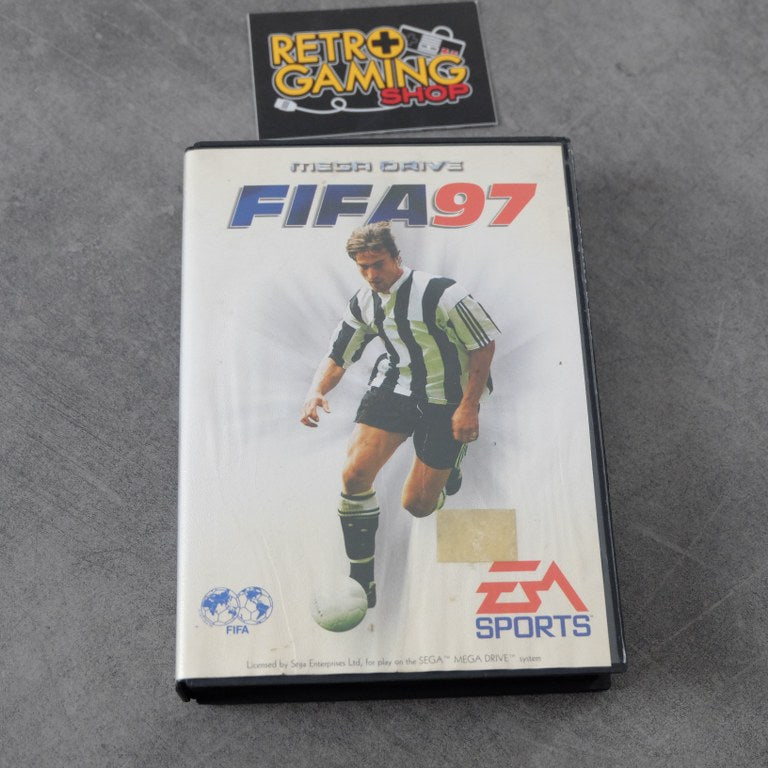 RETRO
GAMING
SHOP
MEGA DRIVE
FIFA97
EA
SPORTS
FIFA
Licensed by Sega Enterprises Ltd, for play on the SEGA™ MEGA DRIVE™ system